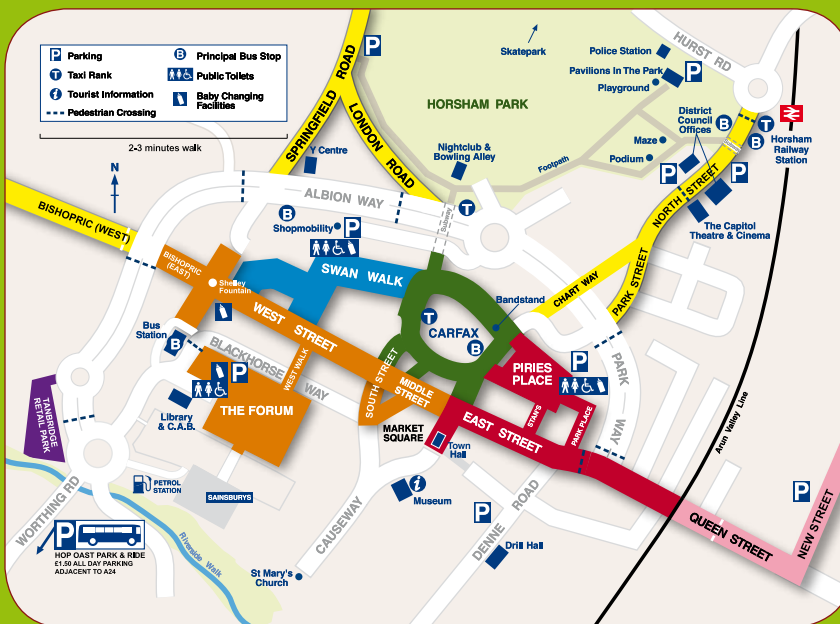 P Parking
T Taxi Rank
i Tourist Information
Pedestrian Crossing
B Principal Bus Stop
Public Toilets
Baby Changing
Facilities
2-3 minutes walk
N
P
SPRINGFIELD ROAD
LONDON ROAD
Y Centre
Skatepark
HORSHAM PARK
Police Station
Pavilions In The Park
P
Playground
HURST RD
District
Council
Offices
B
T
B
Horsham
Railway
Station
Subway
Maze
Podium
P
P
NORTH STREET
The Capitol
Theatre & Cinema
Nightclub &
Bowling Alley
Footpath
ALBION WAY
B
Shopmobility
P
Subway
T
BISHOPRIC (WEST)
BISHOPRIC
(EAST)
Shelley
Fountain
SWAN WALK
WEST STREET
CHART WAY
PARK STREET
Bandstand
T
CARFAX
B
Bus
Station
B
BLACKHORSE WAY
WEST WALK
SOUTH STREET
MIDDLE
STREET
PIRIES
PLACE
P
PARK WAY
P
THE FORUM
Library
& C.A.B.
TANBRIDGE
RETAIL PARK
MARKET
SQUARE
Town
Hall
EAST STREET
STAN'S
PARK PLACE
Arun Valley Line
PETROL
STATION
SAINSBURYS
i
Museum
CAUSEWAY
P
DENNE ROAD
Drill Hall
QUEEN STREET
P
NEW STREET
WORTHING RD
P
HOP OAST PARK & RIDE
£1.50 ALL DAY PARKING
ADJACENT TO A24
Riverside Walk
St Mary's
Church